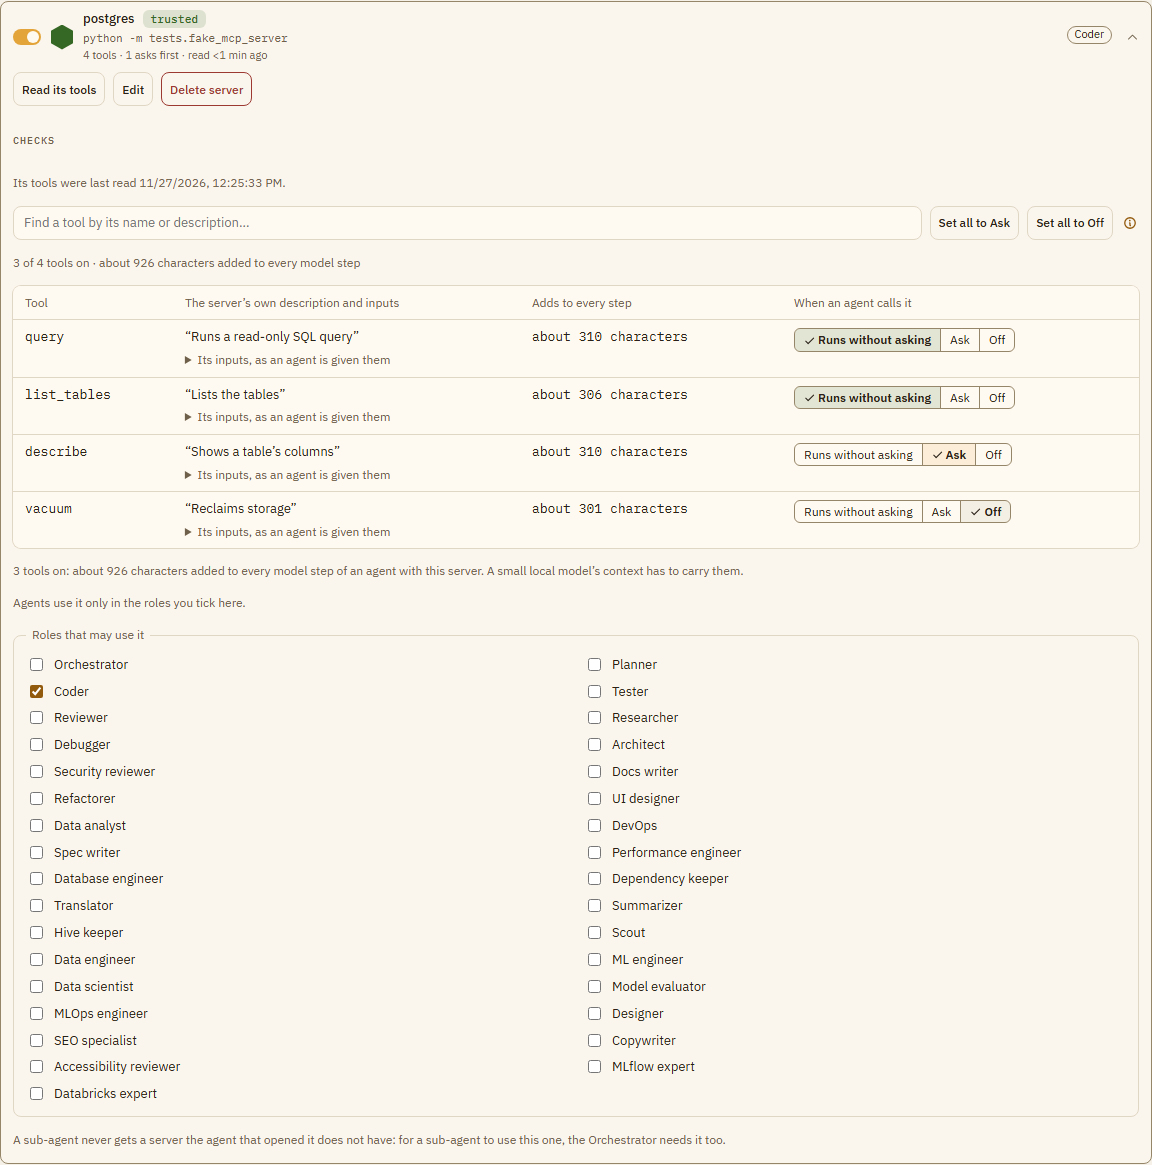 postgres trusted
python -m tests.fake_mcp_server
4 tools · 1 asks first · read <1 min ago
Coder
Read its tools Edit Delete server
CHECKS
Its tools were last read 11/27/2026, 12:25:33 PM.
Find a tool by its name or description... Set all to Ask Set all to Off
3 of 4 tools on · about 926 characters added to every model step
Tool The server’s own description and inputs Adds to every step When an agent calls it
query “Runs a read-only SQL query” about 310 characters Runs without asking Ask Off
Its inputs, as an agent is given them
list_tables “Lists the tables” about 306 characters Runs without asking Ask Off
Its inputs, as an agent is given them
describe “Shows a table’s columns” about 310 characters Runs without asking Ask Off
Its inputs, as an agent is given them
vacuum “Reclaims storage” about 301 characters Runs without asking Ask Off
Its inputs, as an agent is given them
3 tools on: about 926 characters added to every model step of an agent with this server. A small local model’s context has to carry them.
Agents use it only in the roles you tick here.
Roles that may use it
Orchestrator Planner
Coder Tester
Reviewer Researcher
Debugger Architect
Security reviewer Docs writer
Refactorer UI designer
Data analyst DevOps
Spec writer Performance engineer
Database engineer Dependency keeper
Translator Summarizer
Hive keeper Scout
Data engineer ML engineer
Data scientist Model evaluator
MLOps engineer Designer
SEO specialist Copywriter
Accessibility reviewer MLflow expert
Databricks expert
A sub-agent never gets a server the agent that opened it does not have: for a sub-agent to use this one, the Orchestrator needs it too.